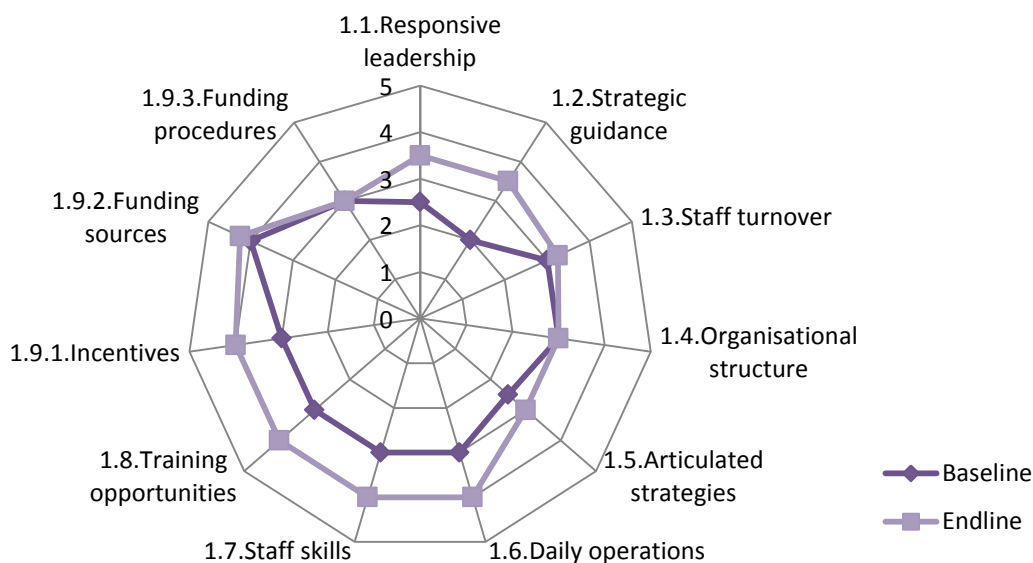 1.1.Responsive
leadership
1.2.Strategic
guidance
1.3.Staff turnover
1.4.Organisational
structure
1.5.Articulated
strategies
1.6.Daily operations
1.7.Staff skills
1.8.Training
opportunities
1.9.1.Incentives
1.9.2.Funding
sources
1.9.3.Funding
procedures
5
4
3
2
1
0
Baseline
Endline